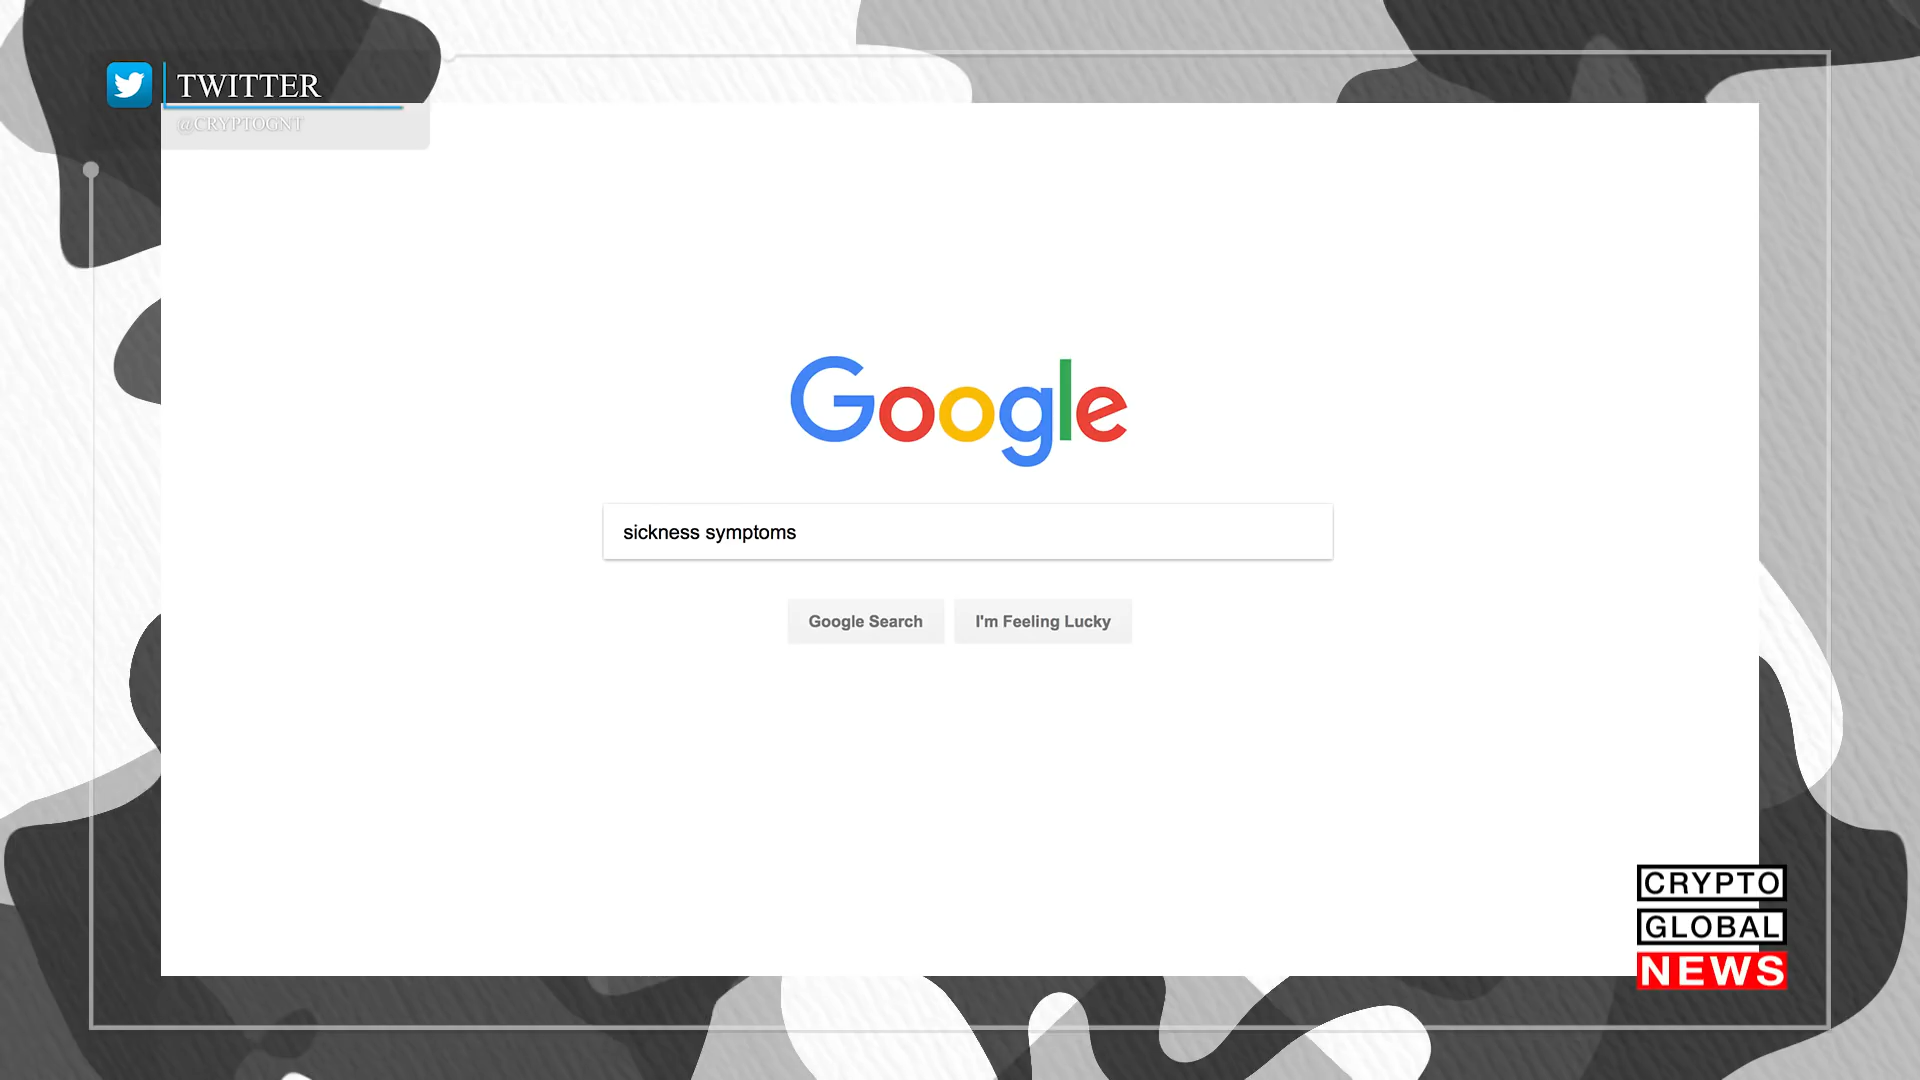 TWITTER
@CRYPTOGNT
Google
sickness symptoms
Google Search
I'm Feeling Lucky
CRYPTO
GLOBAL
NEWS